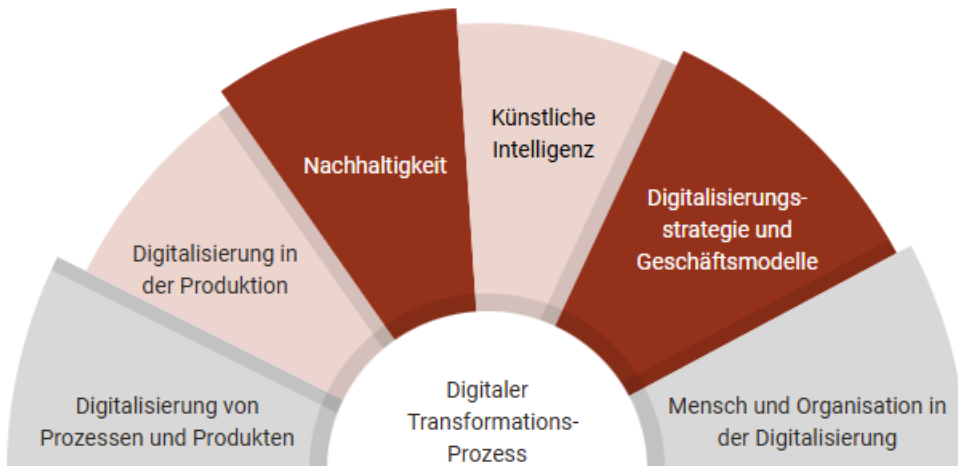 Digitalisierung von
Prozessen und Produkten
Digitalisierung in
der Produktion
Nachhaltigkeit
Künstliche
Intelligenz
Digitalisierungs-
strategie und
Geschäftsmodelle
Mensch und Organisation in
der Digitalisierung
Digitaler
Transformations-
Prozess